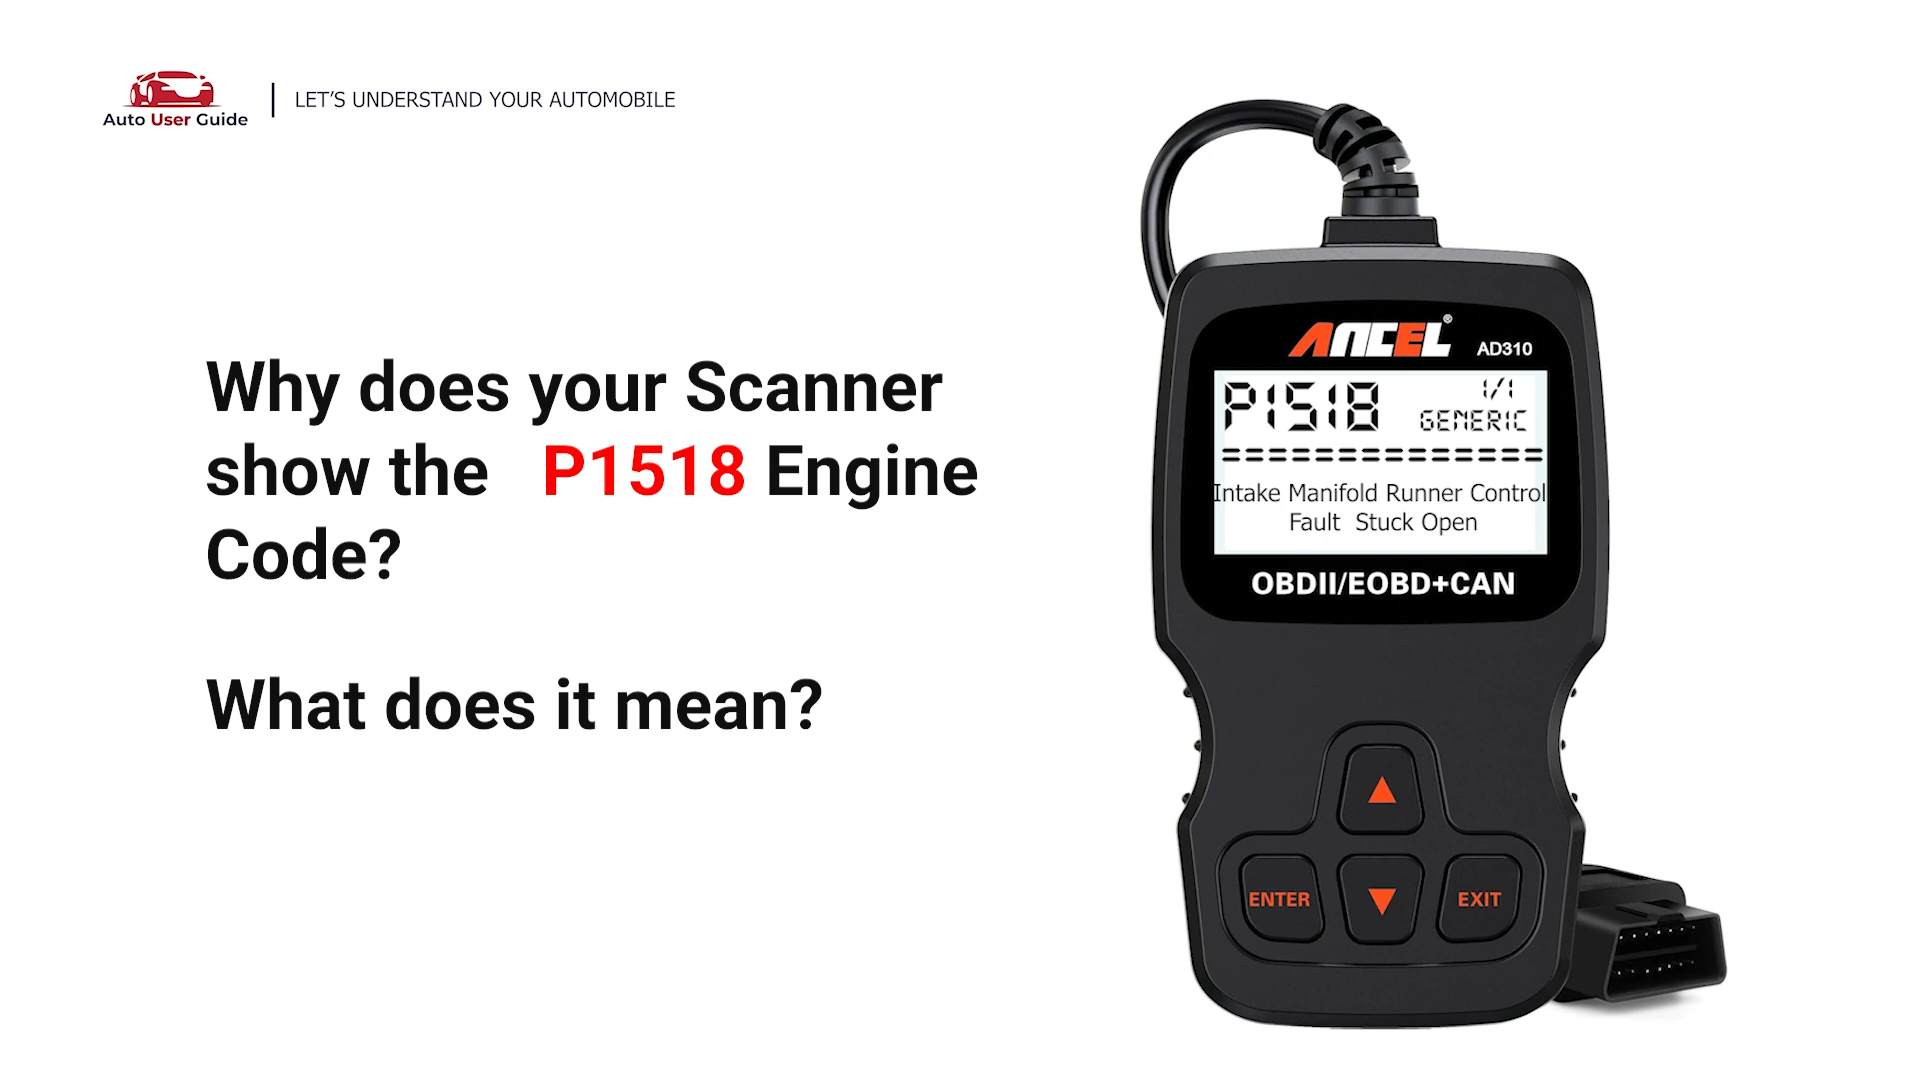 Auto User Guide
LET'S UNDERSTAND YOUR AUTOMOBILE
Why does your Scanner
show the P1518 Engine
Code?
What does it mean?
ANCEL®
AD310
P1518
1/1
GENERIC
==============
Intake Manifold Runner Control
Fault Stuck Open
OBDII/EOBD+CAN
ENTER
EXIT